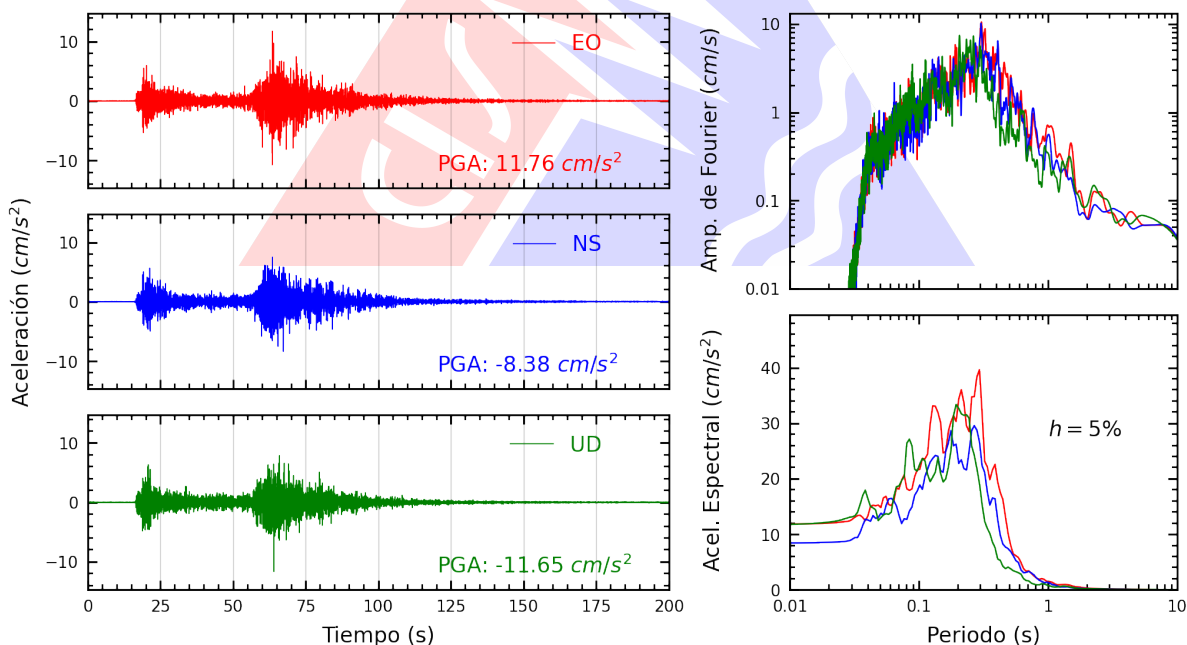 Aceleración (cm/s²)
10
0
−10
EO
PGA: 11.76 cm/s²
10
0
−10
NS
PGA: -8.38 cm/s²
10
0
−10
UD
PGA: -11.65 cm/s²
0 25 50 75 100 125 150 175 200
Tiempo (s)
Amp. de Fourier (cm/s)
10
1
0.1
0.01
Acel. Espectral (cm/s²)
40
30
20
10
0
h = 5%
0.01 0.1 1 10
Periodo (s)